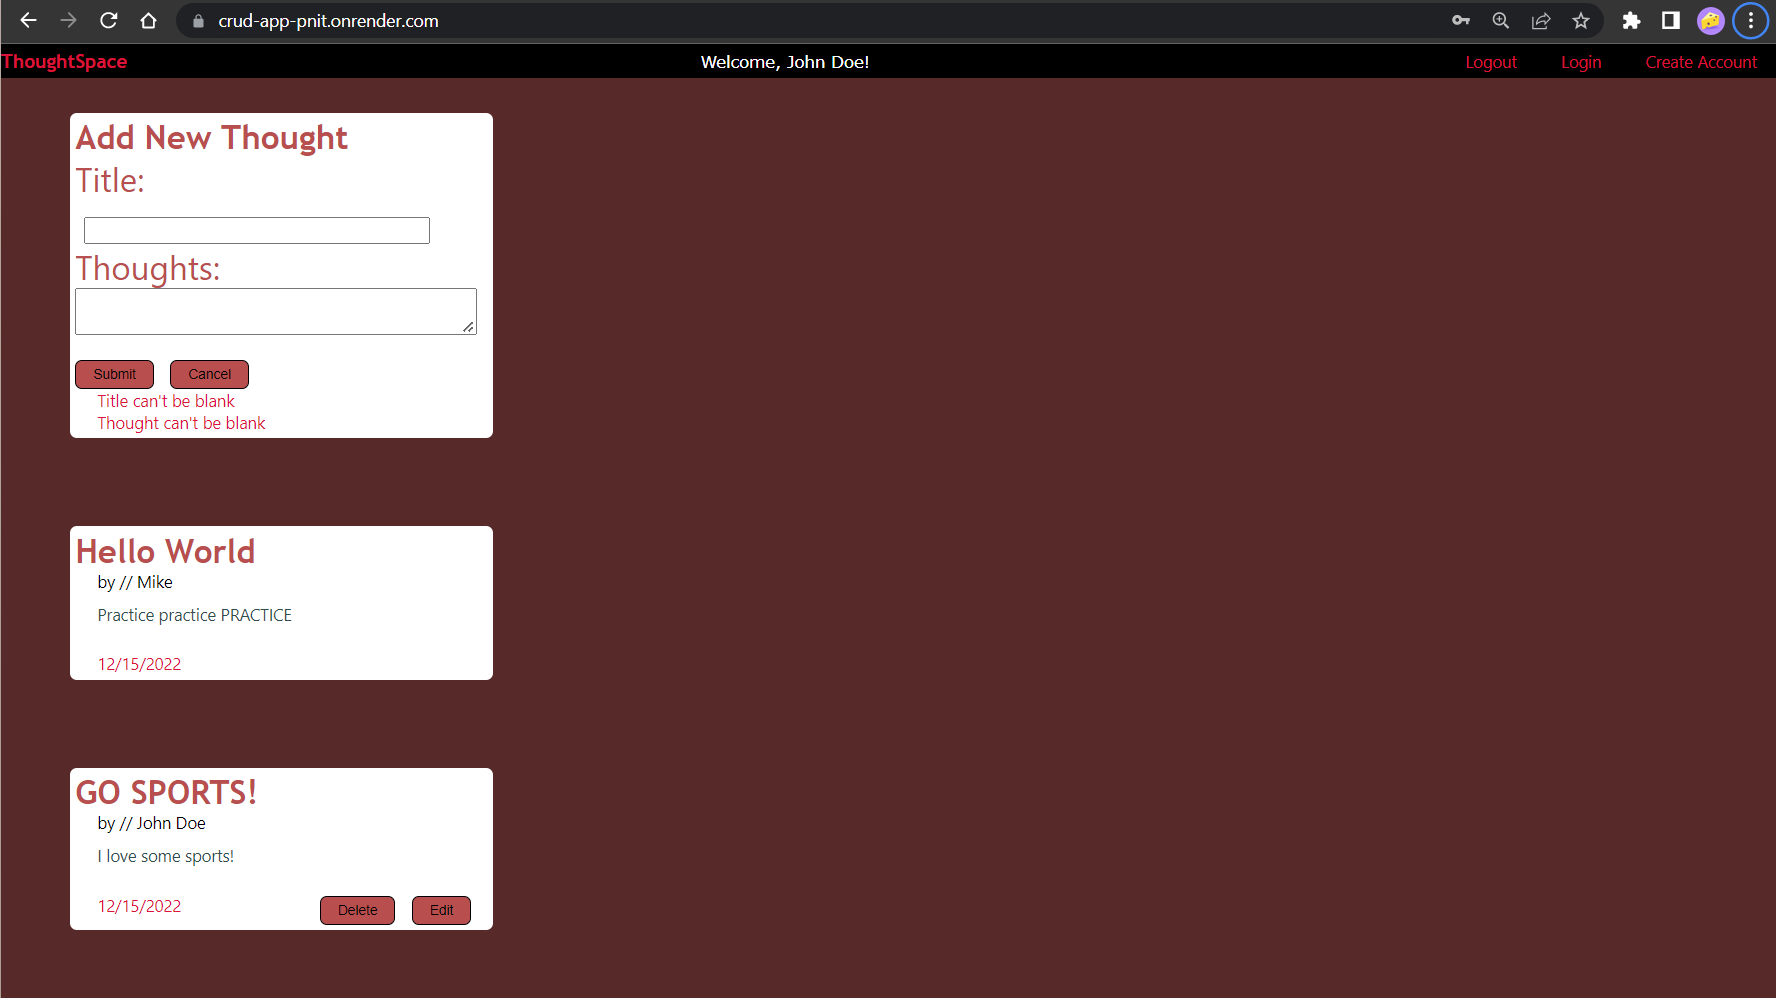 crud-app-pnit.onrender.com
ThoughtSpace
Welcome, John Doe!
Logout
Login
Create Account
Add New Thought
Title:
Thoughts:
Submit
Cancel
Title can't be blank
Thought can't be blank
Hello World
by // Mike
Practice practice PRACTICE
12/15/2022
GO SPORTS!
by // John Doe
I love some sports!
12/15/2022
Delete
Edit